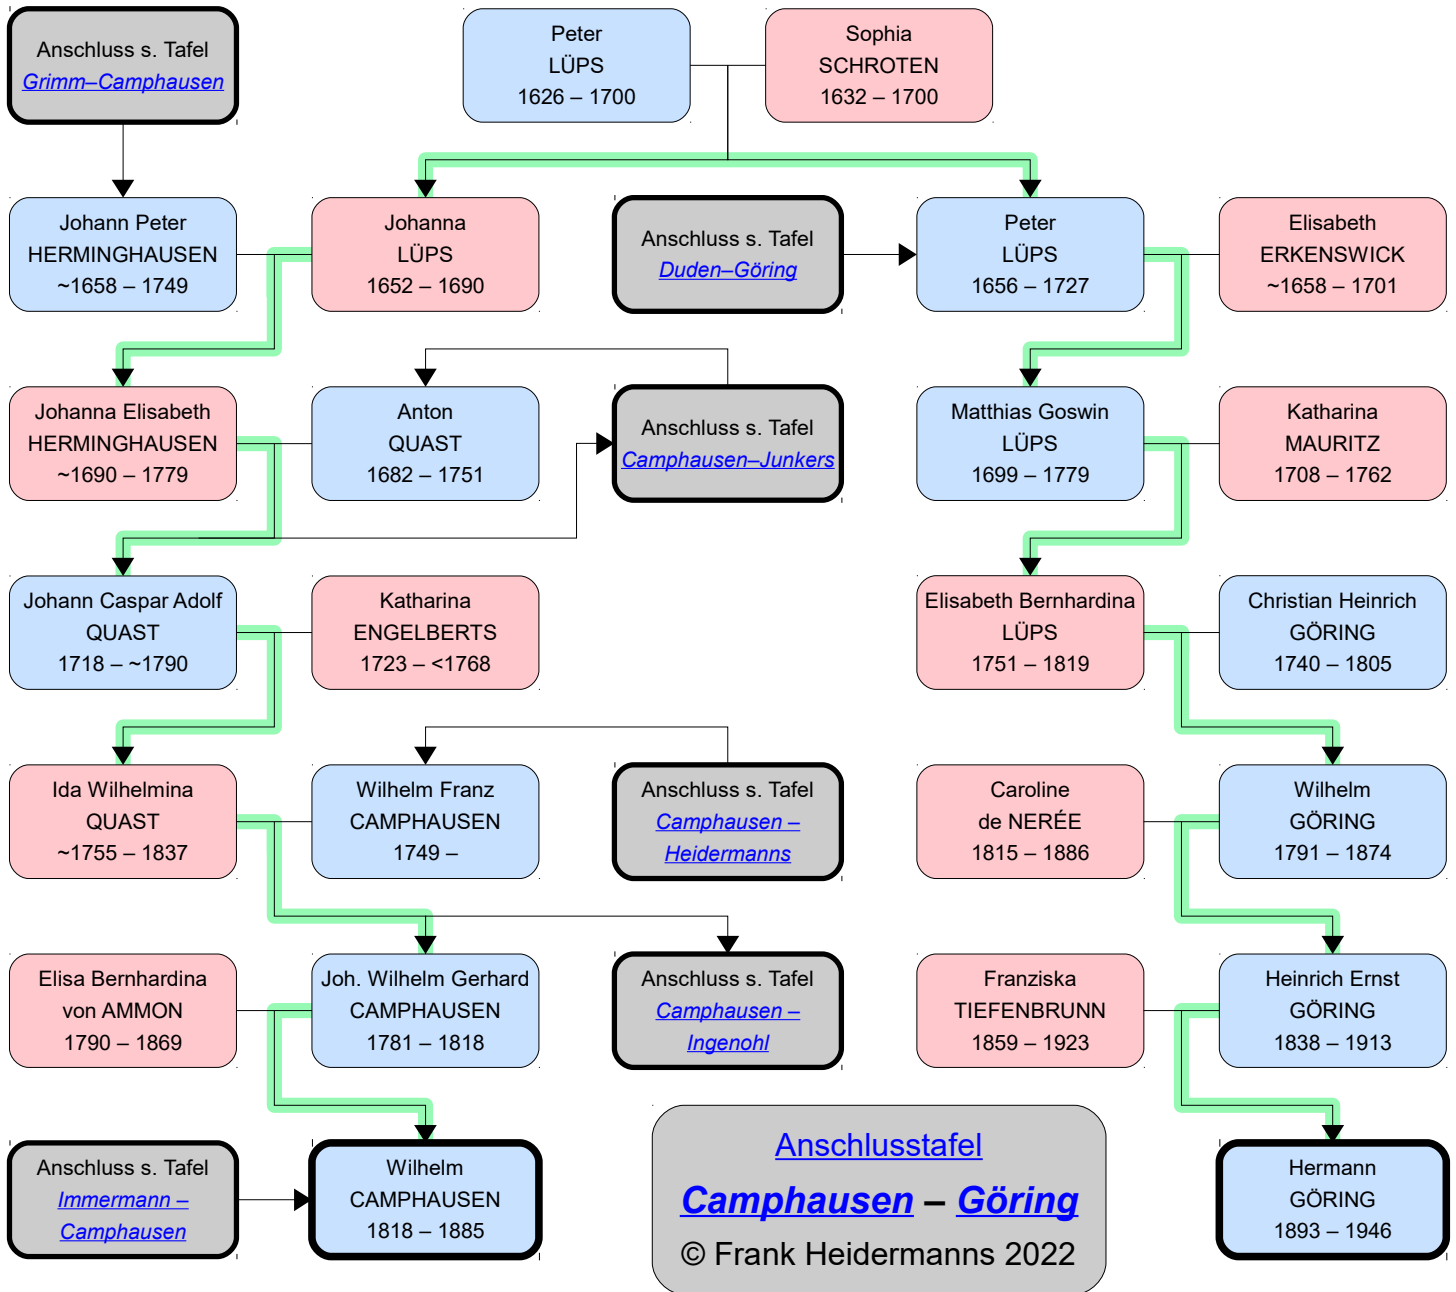 Anschluss s. Tafel
Grimm–Camphausen
Peter
LÜPS
1626 – 1700
Sophia
SCHROTEN
1632 – 1700
Johann Peter
HERMINGHAUSEN
~1658 – 1749
Johanna
LÜPS
1652 – 1690
Anschluss s. Tafel
Duden–Göring
Peter
LÜPS
1656 – 1727
Elisabeth
ERKENSWICK
~1658 – 1701
Johanna Elisabeth
HERMINGHAUSEN
~1690 – 1779
Anton
QUAST
1682 – 1751
Anschluss s. Tafel
Camphausen–Junkers
Matthias Goswin
LÜPS
1699 – 1779
Katharina
MAURITZ
1708 – 1762
Johann Caspar Adolf
QUAST
1718 – ~1790
Katharina
ENGELBERTS
1723 – <1768
Elisabeth Bernhardina
LÜPS
1751 – 1819
Christian Heinrich
GÖRING
1740 – 1805
Ida Wilhelmina
QUAST
~1755 – 1837
Wilhelm Franz
CAMPHAUSEN
1749 –
Anschluss s. Tafel
Camphausen –
Heidermanns
Caroline
de NERÉE
1815 – 1886
Wilhelm
GÖRING
1791 – 1874
Elisa Bernhardina
von AMMON
1790 – 1869
Joh. Wilhelm Gerhard
CAMPHAUSEN
1781 – 1818
Anschluss s. Tafel
Camphausen –
Ingenohl
Franziska
TIEFENBRUNN
1859 – 1923
Heinrich Ernst
GÖRING
1838 – 1913
Anschluss s. Tafel
Immermann –
Camphausen
Wilhelm
CAMPHAUSEN
1818 – 1885
Anschlusstafel
Camphausen – Göring
© Frank Heidermanns 2022
Hermann
GÖRING
1893 – 1946